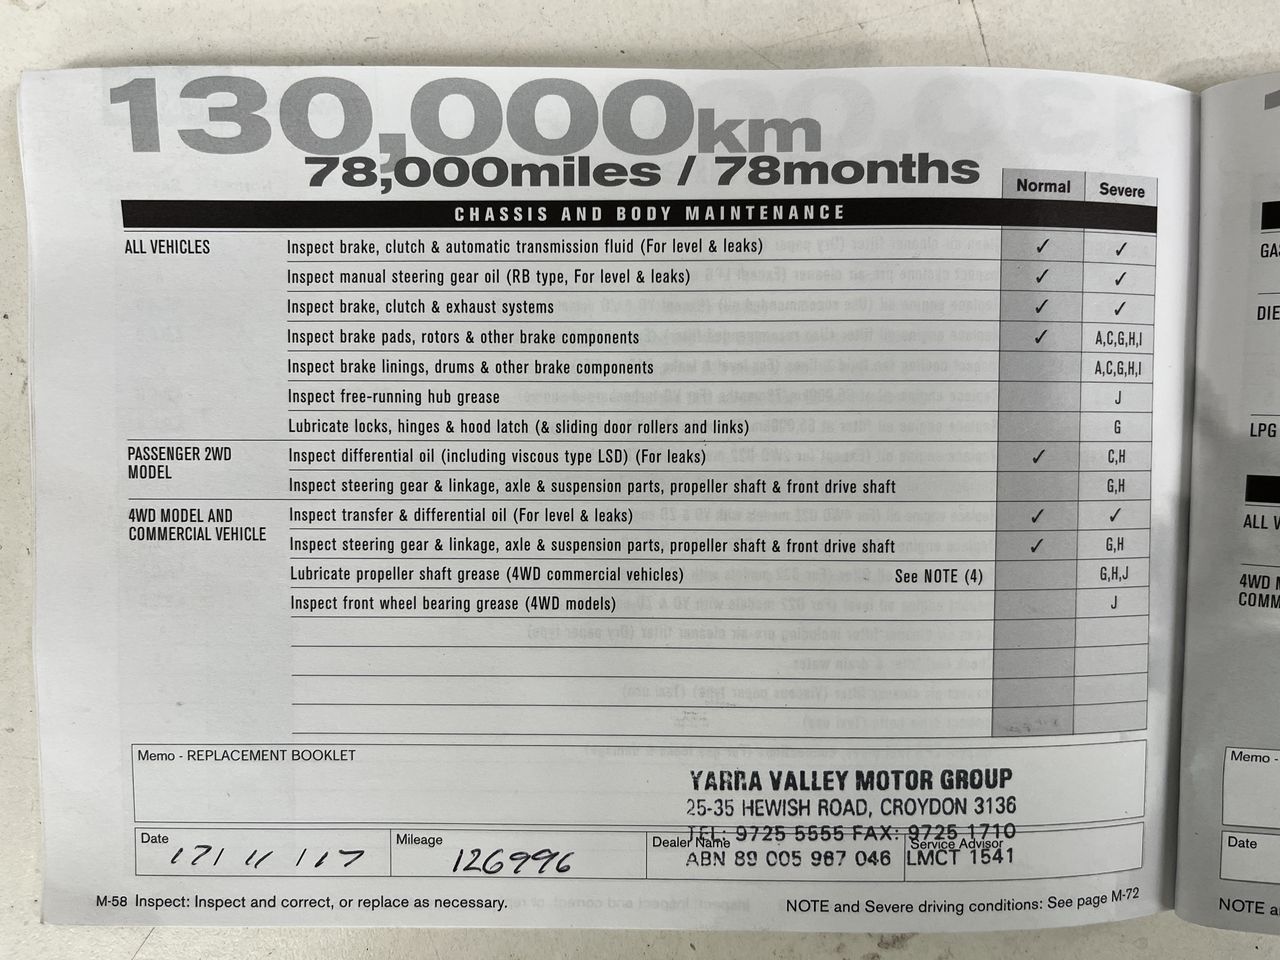 130,000km
78,000miles / 78months
Normal Severe
CHASSIS AND BODY MAINTENANCE
ALL VEHICLES Inspect brake, clutch & automatic transmission fluid (For level & leaks) ✓ ✓
Inspect manual steering gear oil (RB type, For level & leaks) ✓ ✓
Inspect brake, clutch & exhaust systems ✓ ✓
Inspect brake pads, rotors & other brake components ✓ A,C,G,H,I
Inspect brake linings, drums & other brake components A,C,G,H,I
Inspect free-running hub grease J
Lubricate locks, hinges & hood latch (& sliding door rollers and links) G
PASSENGER 2WD MODEL Inspect differential oil (including viscous type LSD) (For leaks) ✓ C,H
Inspect steering gear & linkage, axle & suspension parts, propeller shaft & front drive shaft G,H
4WD MODEL AND COMMERCIAL VEHICLE Inspect transfer & differential oil (For level & leaks) ✓ ✓
Inspect steering gear & linkage, axle & suspension parts, propeller shaft & front drive shaft ✓ G,H
Lubricate propeller shaft grease (4WD commercial vehicles) See NOTE (4) G,H,J
Inspect front wheel bearing grease (4WD models) J
Memo - REPLACEMENT BOOKLET
YARRA VALLEY MOTOR GROUP
25-35 HEWISH ROAD, CROYDON 3136
TEL: 9725 5555 FAX: 9725 1710
ABN 89 005 967 046 LMCT 1541
Date 17/11/17
Mileage 126996
Dealer Name
Service Advisor
M-58 Inspect: Inspect and correct, or replace as necessary.
NOTE and Severe driving conditions: See page M-72
LPG
ALL V
4WD M
COMM
Memo -
Date
NOTE a